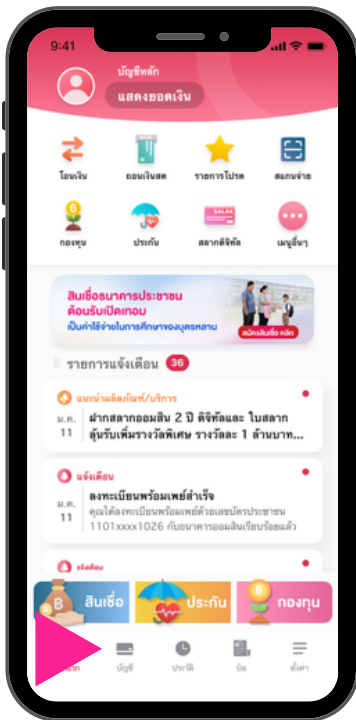 9:41
บัญชีหลัก
แสดงยอดเงิน
โอนเงิน
ถอนเงินสด
รายการโปรด
สแกนจ่าย
SALAK
กองทุน
ประกัน
สลากดิจิทัล
เมนูอื่นๆ
สินเชื่อธนาคารประชาชน
ต้อนรับเปิดเทอม
เป็นค่าใช้จ่ายในการศึกษาของบุตรหลาน
สมัครสินเชื่อ คลิก
รายการแจ้งเตือน 36
แนะนำผลิตภัณฑ์/บริการ
ม.ค.
11
ฝากสลากออมสิน 2 ปี ดิจิทัลและ ใบสลาก
ลุ้นรับเพิ่มรางวัลพิเศษ รางวัลละ 1 ล้านบาท...
แจ้งเตือน
ม.ค.
11
ลงทะเบียนพร้อมเพย์สำเร็จ
คุณได้ลงทะเบียนพร้อมเพย์ด้วยเลขบัตรประชาชน
1101xxxx1026 กับธนาคารออมสินเรียบร้อยแล้ว
แจ้งเตือน
สินเชื่อ
ประกัน
กองทุน
บัญชี
ประวัติ
บิล
ตั้งค่า